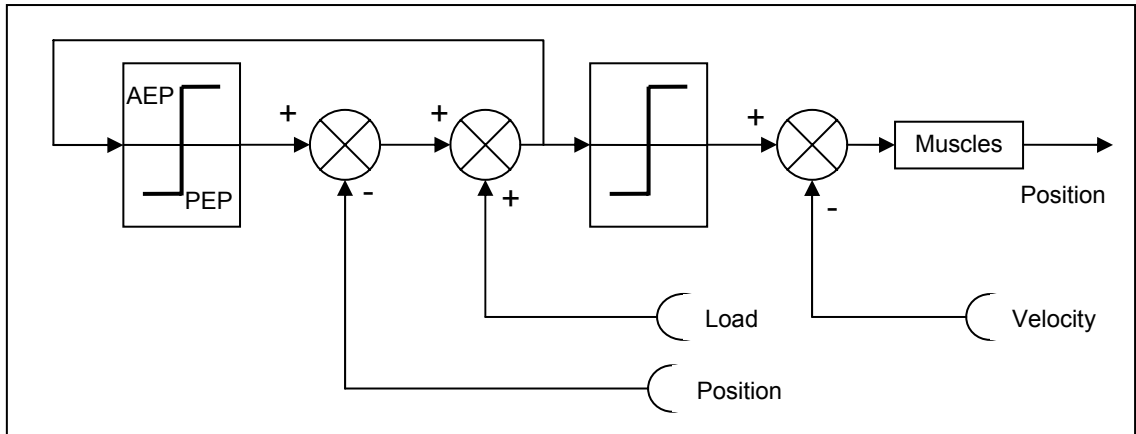 AEP
PEP
+
-
+
+
+
-
Muscles
Position
Load
Velocity
Position